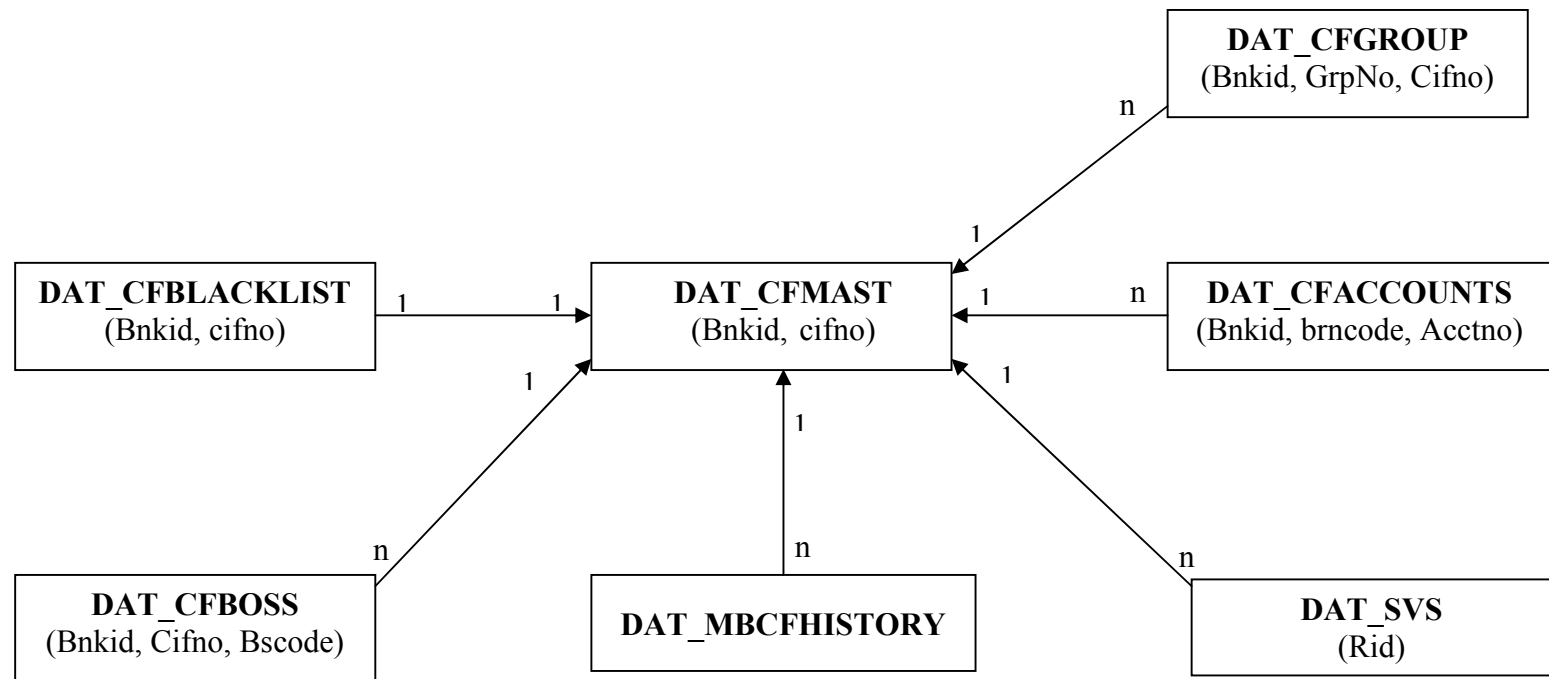 DAT_CFGROUP
(Bnkid, GrpNo, Cifno)
n
1
DAT_CFBLACKLIST
(Bnkid, cifno)
1
1
DAT_CFMAST
(Bnkid, cifno)
1
n
DAT_CFACCOUNTS
(Bnkid, brncode, Acctno)
1
1
1
n
n
n
DAT_CFBOSS
(Bnkid, Cifno, Bscode)
DAT_MBCFHISTORY
DAT_SVS
(Rid)